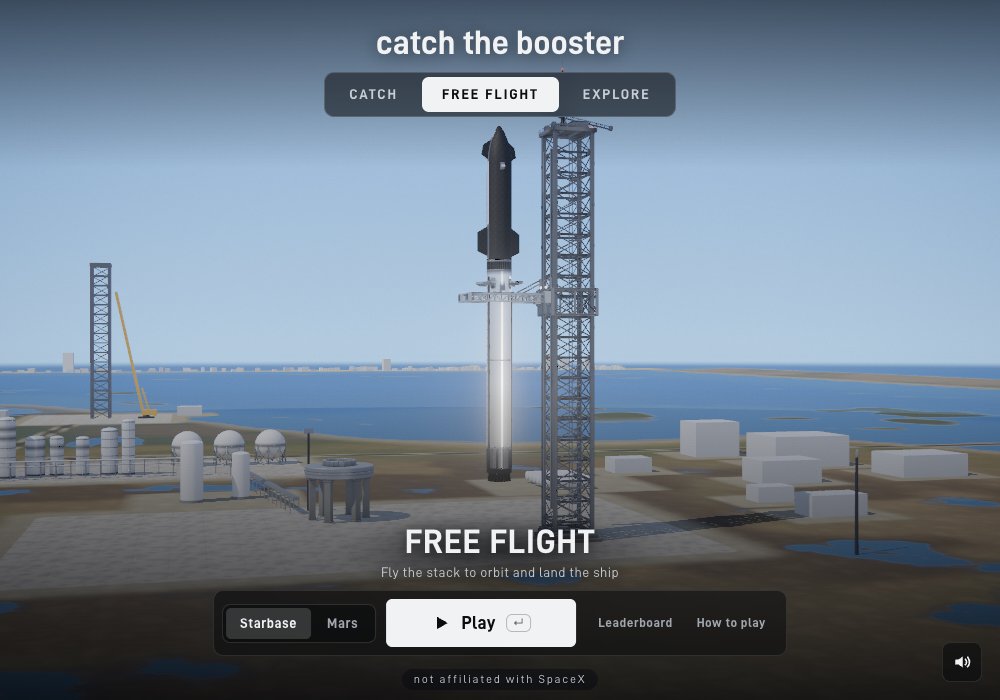 catch the booster
CATCH FREE FLIGHT EXPLORE
FREE FLIGHT
Fly the stack to orbit and land the ship
Starbase Mars Play Leaderboard How to play
not affiliated with SpaceX